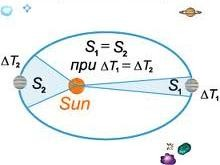 S₁ = S₂
ΔT₂
при ΔT₁ = ΔT₂
S₂
S₁
ΔT₁
Sun